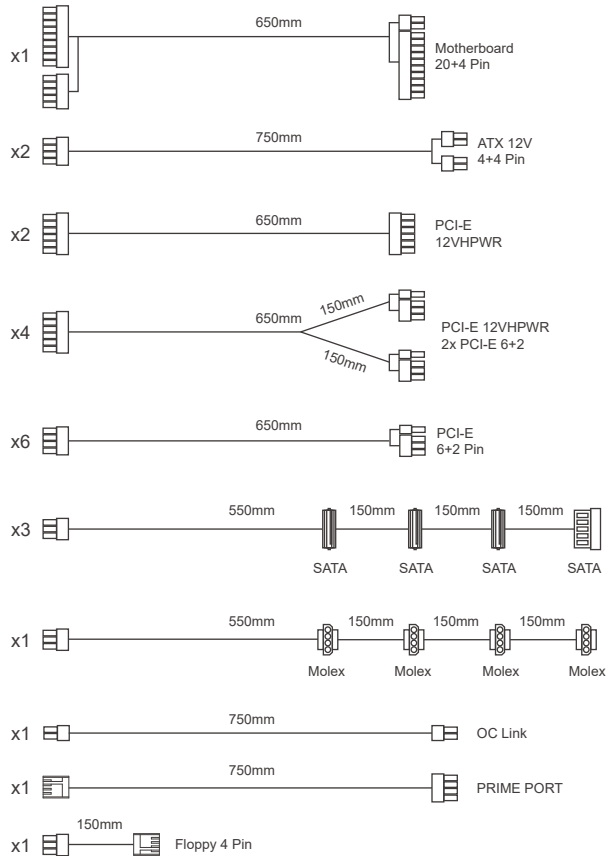 650mm
x1
Motherboard
20+4 Pin
750mm
x2
ATX 12V
4+4 Pin
650mm
x2
PCI-E
12VHPWR
x4
650mm
150mm
150mm
PCI-E 12VHPWR
2x PCI-E 6+2
650mm
x6
PCI-E
6+2 Pin
550mm 150mm 150mm 150mm
x3
SATA SATA SATA SATA
550mm 150mm 150mm 150mm
x1
Molex Molex Molex Molex
750mm
x1 OC Link
750mm
x1 PRIME PORT
150mm
x1 Floppy 4 Pin